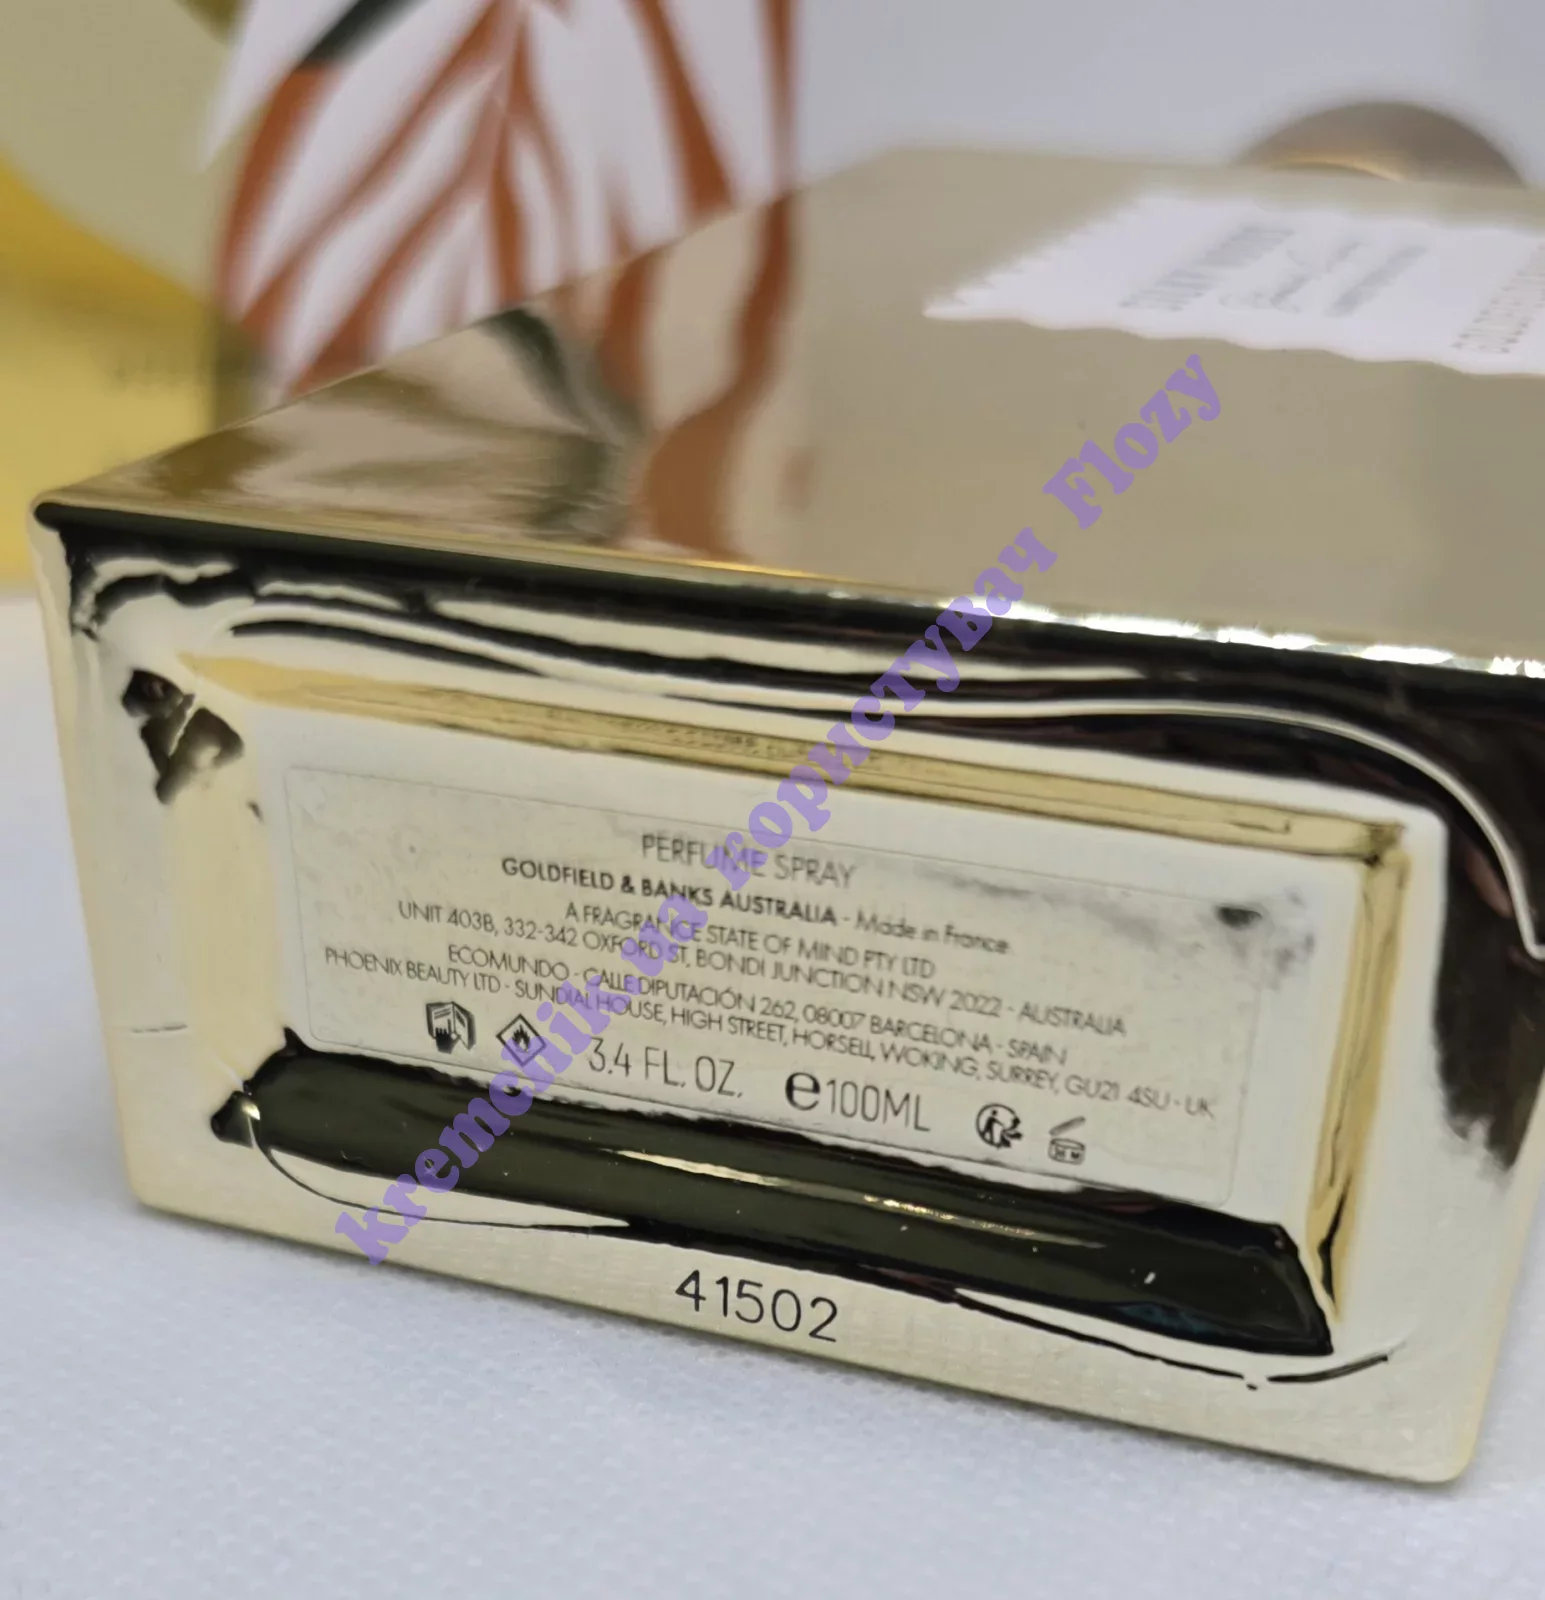 PERFUME SPRAY
GOLDFIELD & BANKS AUSTRALIA - Made in France
A FRAGRANCE STATE OF MIND PTY LTD
UNIT 403B, 332-342 OXFORD ST, BONDI JUNCTION NSW 2022 - AUSTRALIA
ECOMUNDO - CALLE DIPUTACIÓN 262, 08007 BARCELONA - SPAIN
PHOENIX BEAUTY LTD - SUNDIAL HOUSE, HIGH STREET, HORSELL, WOKING, SURREY, GU21 4SU - UK
3.4 FL. OZ. e100ML
41502
kremchik.ua користувач Flozy